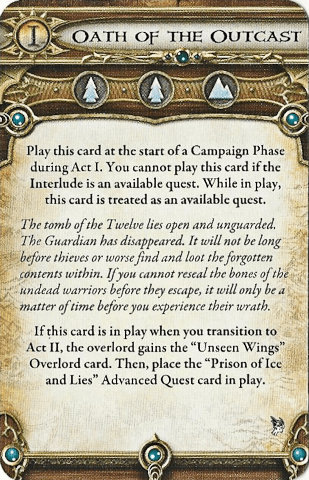 I
OATH OF THE OUTCAST
Play this card at the start of a Campaign Phase
during Act I. You cannot play this card if the
Interlude is an available quest. While in play,
this card is treated as an available quest.
The tomb of the Twelve lies open and unguarded.
The Guardian has disappeared. It will not be long
before thieves or worse find and loot the forgotten
contents within. If you cannot reseal the bones of the
undead warriors before they escape, it will only be a
matter of time before you experience their wrath.
If this card is in play when you transition to
Act II, the overlord gains the “Unseen Wings”
Overlord card. Then, place the “Prison of Ice
and Lies” Advanced Quest card in play.